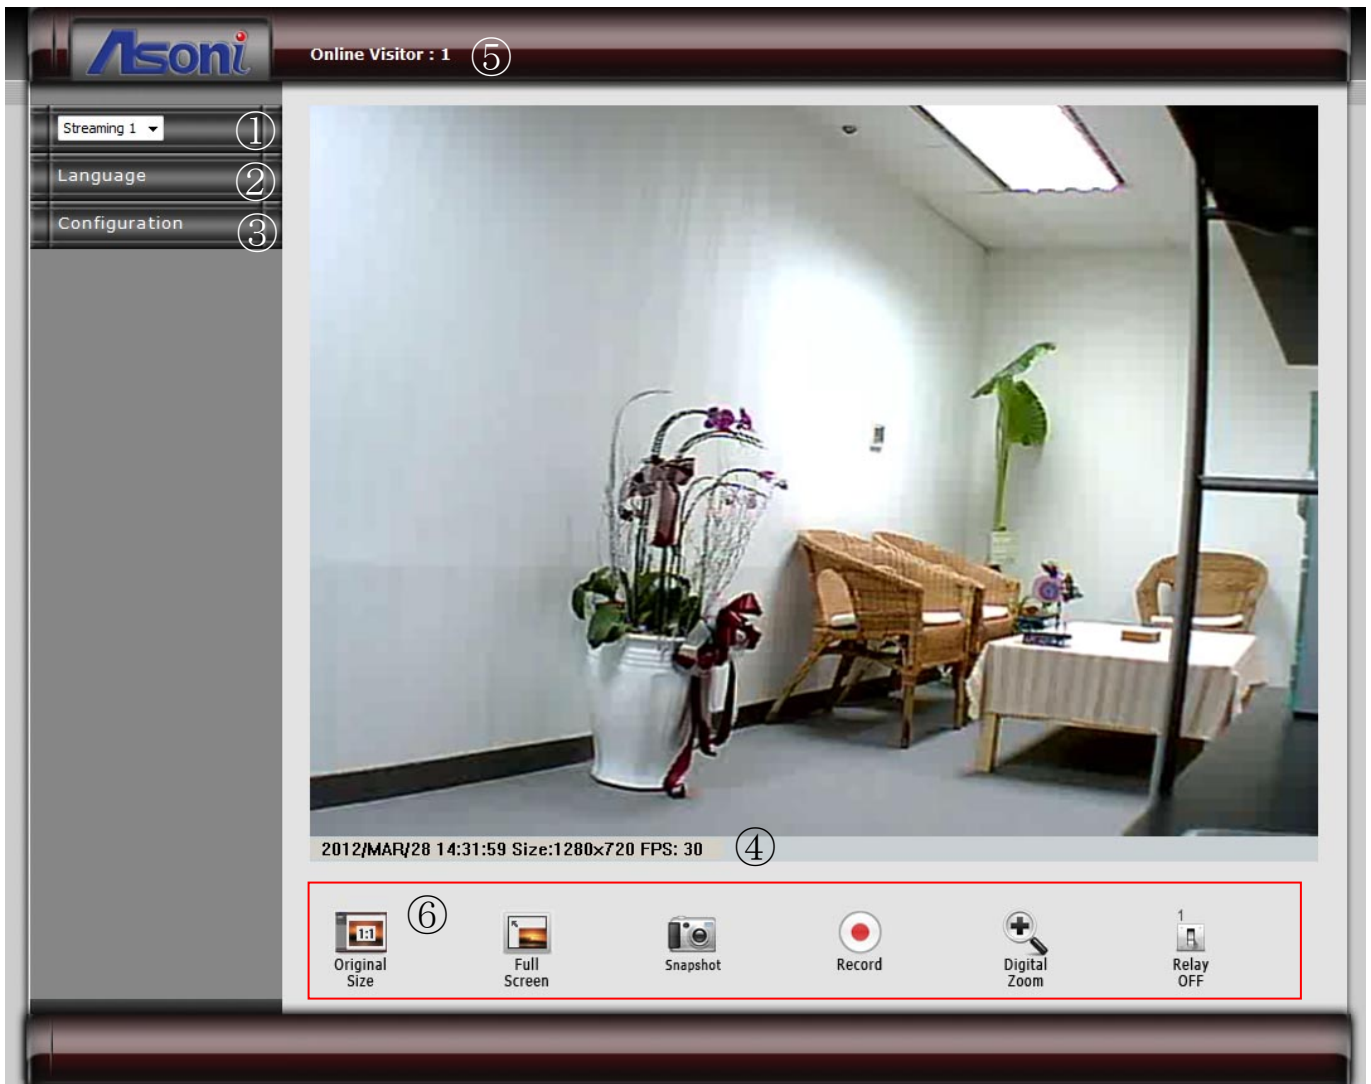 Asoni
Online Visitor : 1 ⑤
Streaming 1 ①
Language ②
Configuration ③
2012/MAR/28 14:31:59 Size:1280x720 FPS: 30 ④
⑥
1:1
Original
Size
Full
Screen
Snapshot
Record
Digital
Zoom
1
Relay
OFF